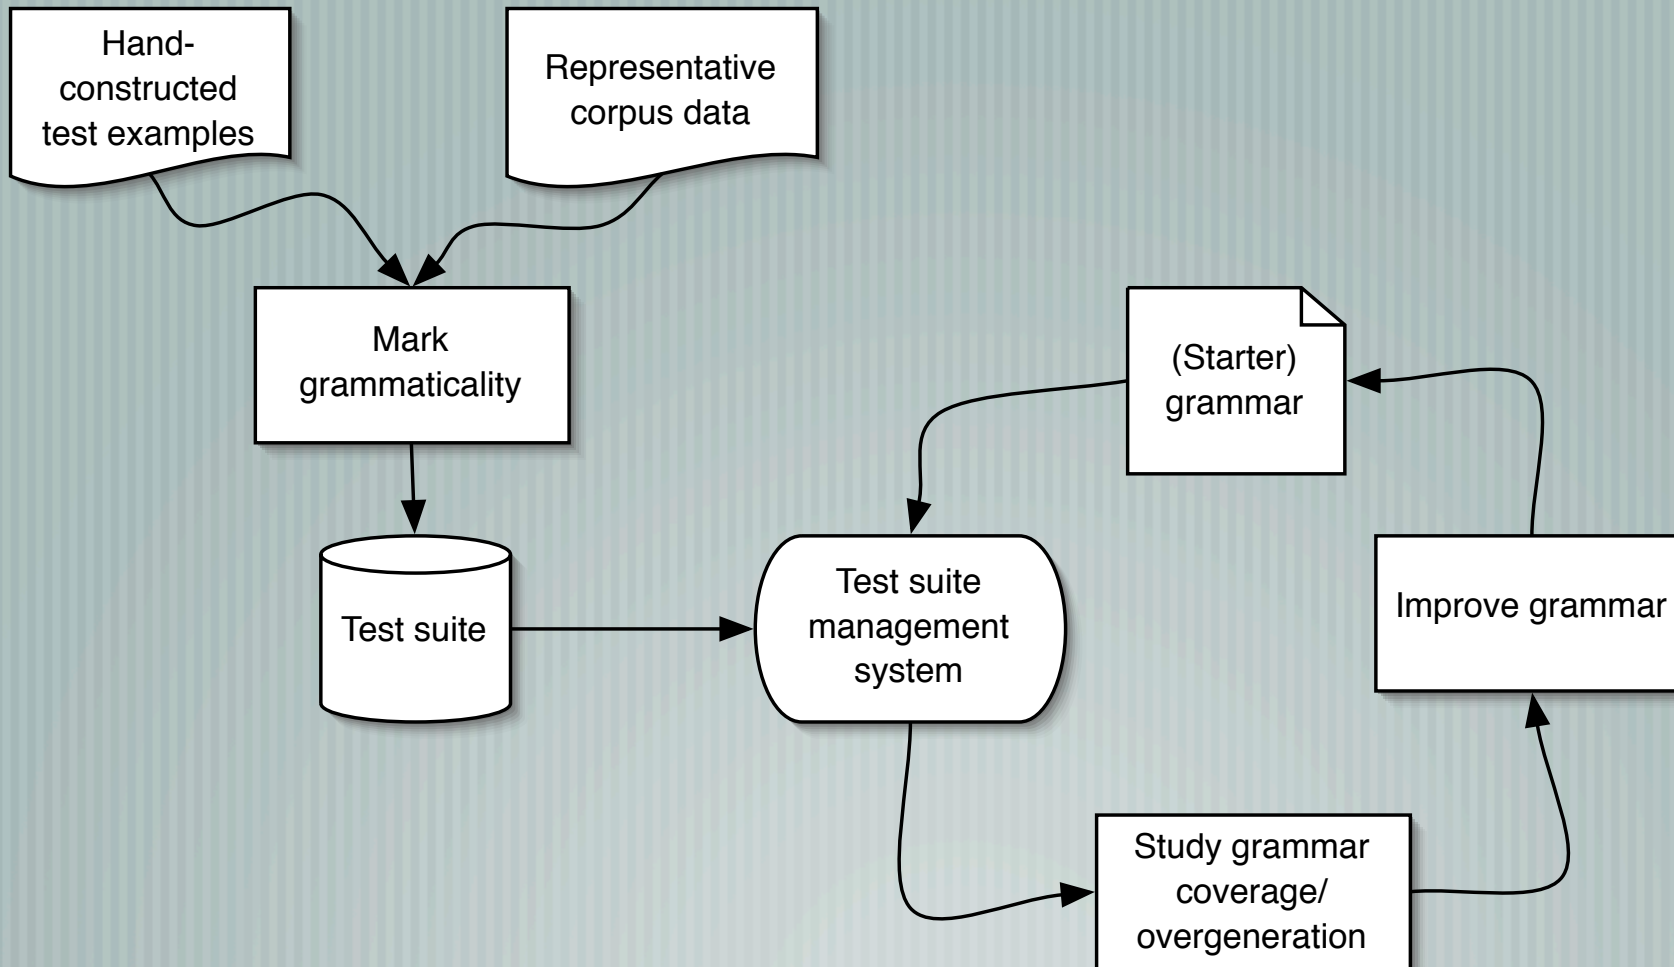 Hand-
constructed
test examples
Representative
corpus data
Mark
grammaticality
(Starter)
grammar
Test suite
Test suite
management
system
Improve grammar
Study grammar
coverage/
overgeneration